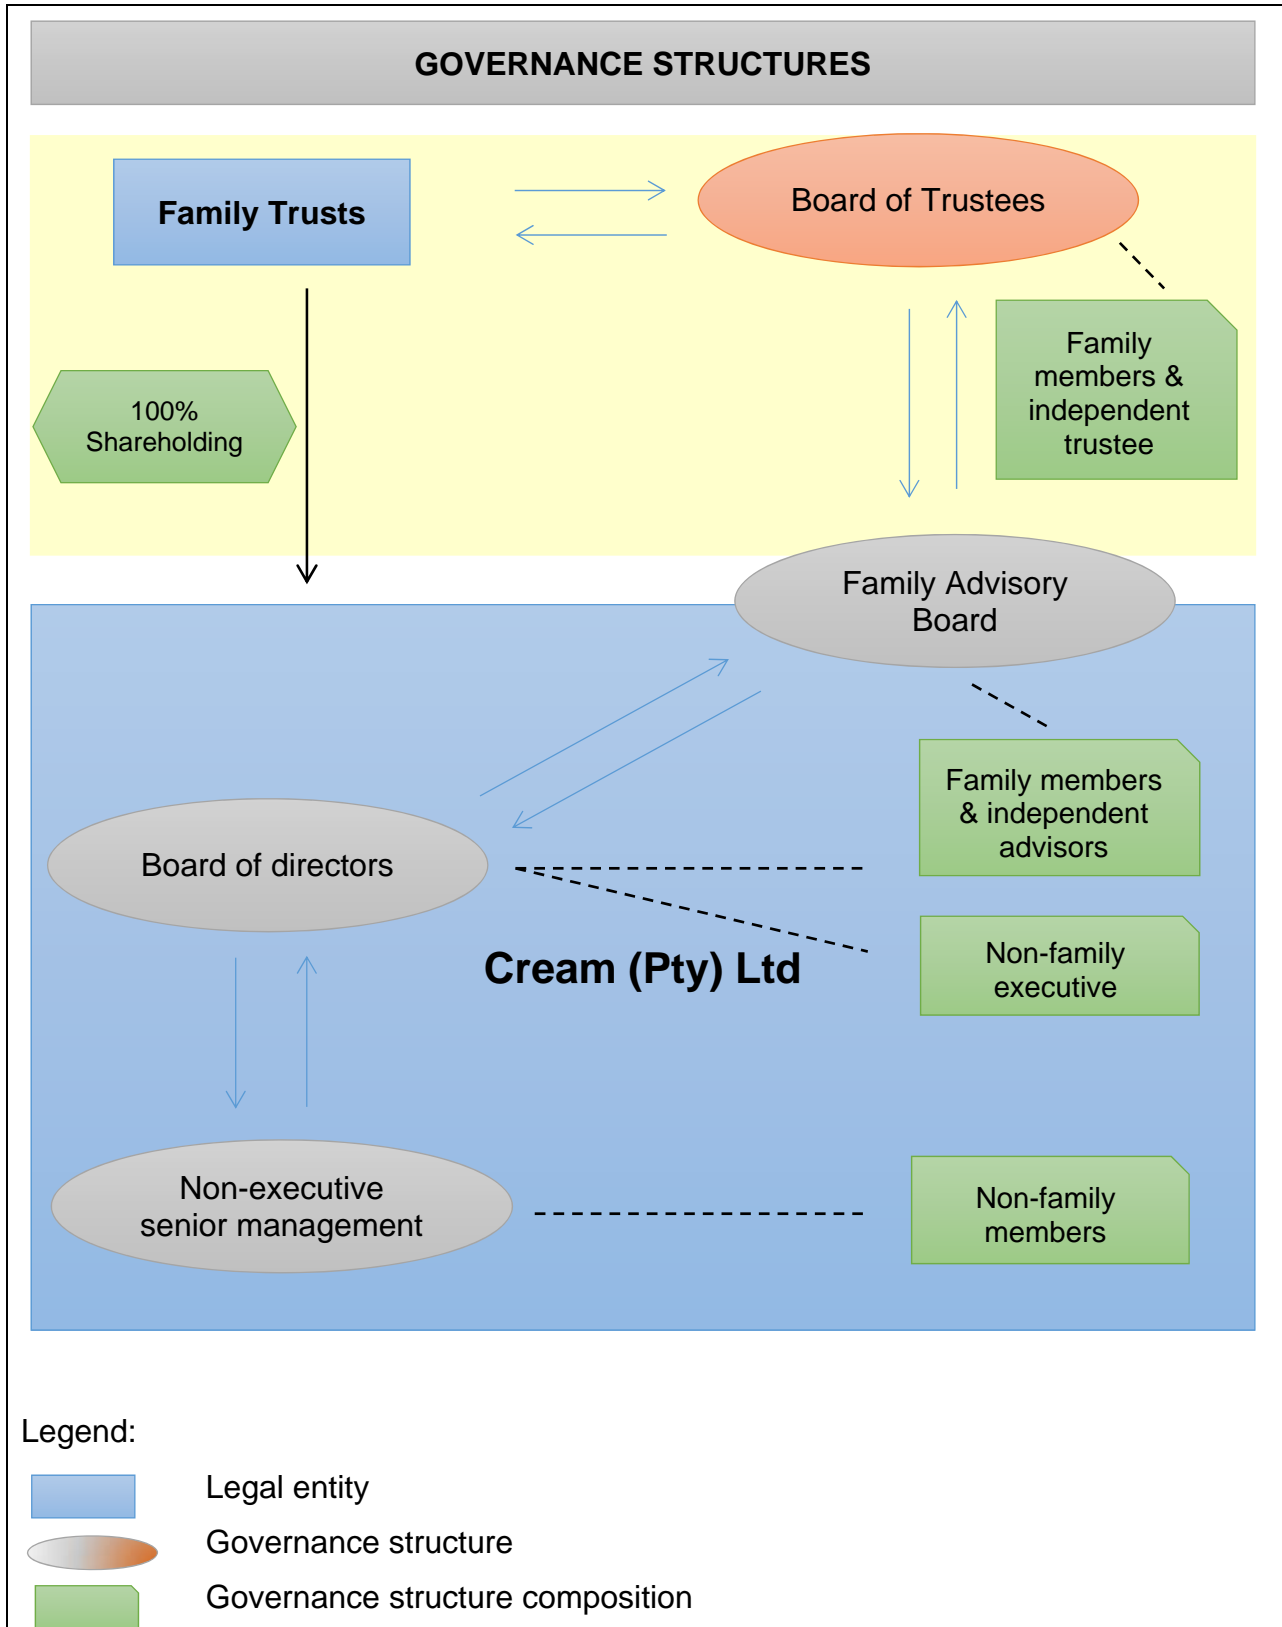 GOVERNANCE STRUCTURES
Family Trusts
Board of Trustees
Family
members &
independent
trustee
100%
Shareholding
Family Advisory
Board
Family members
& independent
advisors
Board of directors
Non-family
executive
Cream (Pty) Ltd
Non-executive
senior management
Non-family
members
Legend:
Legal entity
Governance structure
Governance structure composition